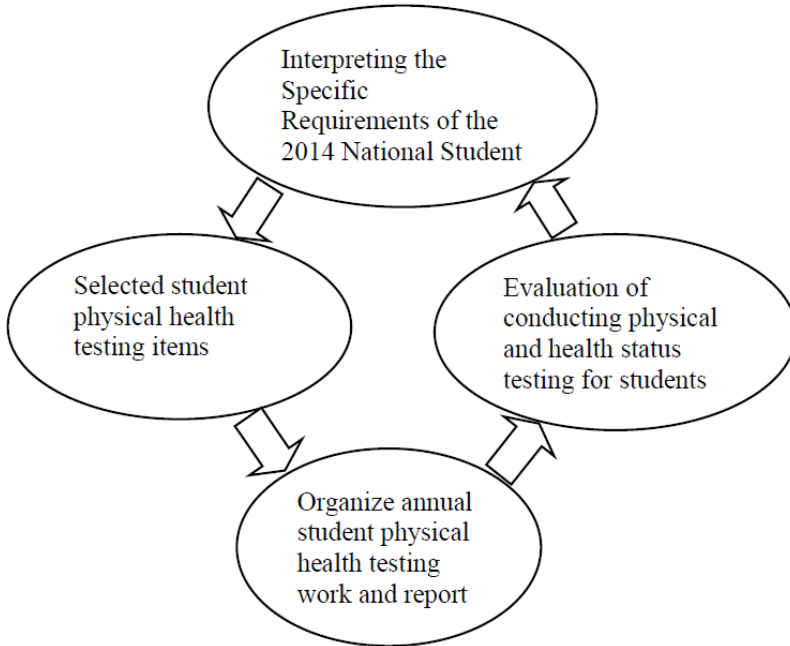 Interpreting the
Specific
Requirements of the
2014 National Student
Selected student
physical health
testing items
Evaluation of
conducting physical
and health status
testing for students
Organize annual
student physical
health testing
work and report